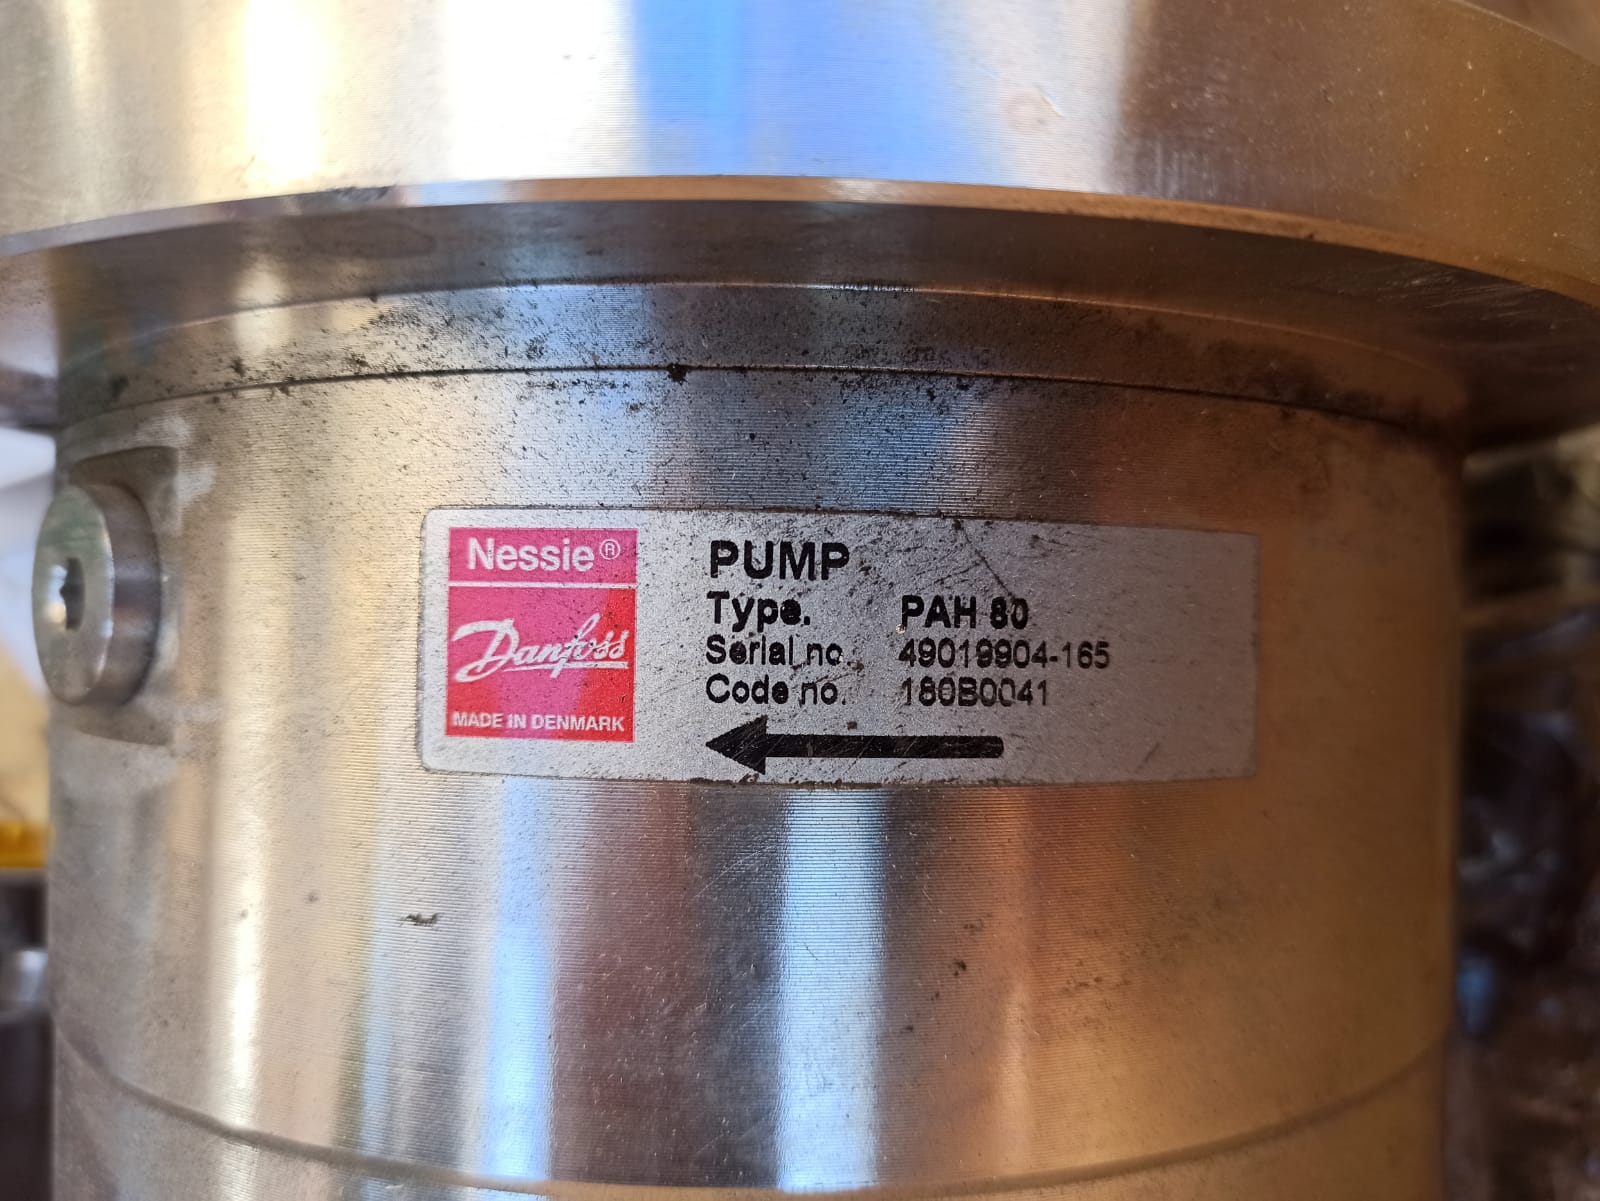 Nessie®
Danfoss
MADE IN DENMARK
PUMP
Type. PAH 80
Serial no. 49019904-165
Code no. 180B0041